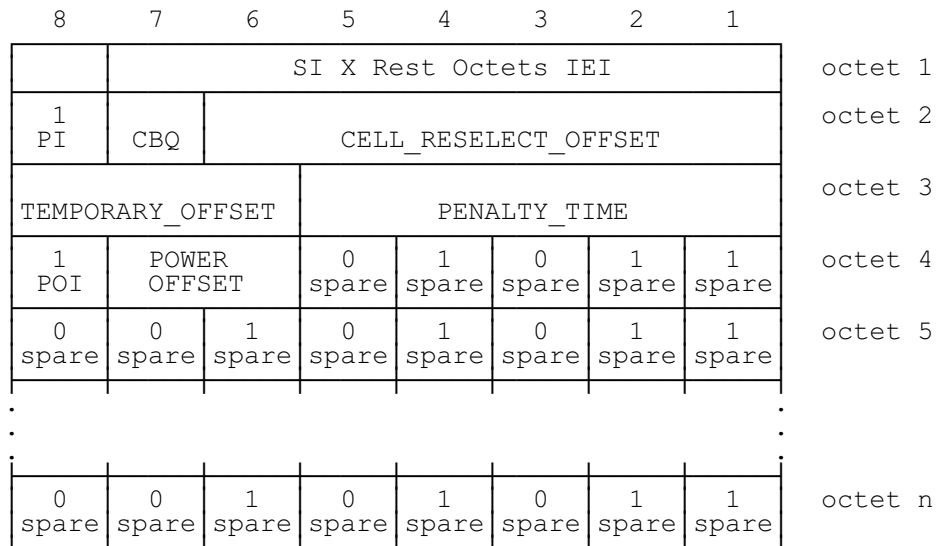 8 7 6 5 4 3 2 1
SI X Rest Octets IEI octet 1
1 octet 2
PI CBQ CELL_RESELECT_OFFSET
octet 3
TEMPORARY_OFFSET PENALTY_TIME
1 POWER 0 1 0 1 1 octet 4
POI OFFSET spare spare spare spare spare
0 0 1 0 1 0 1 1 octet 5
spare spare spare spare spare spare spare spare
0 0 1 0 1 0 1 1 octet n
spare spare spare spare spare spare spare spare